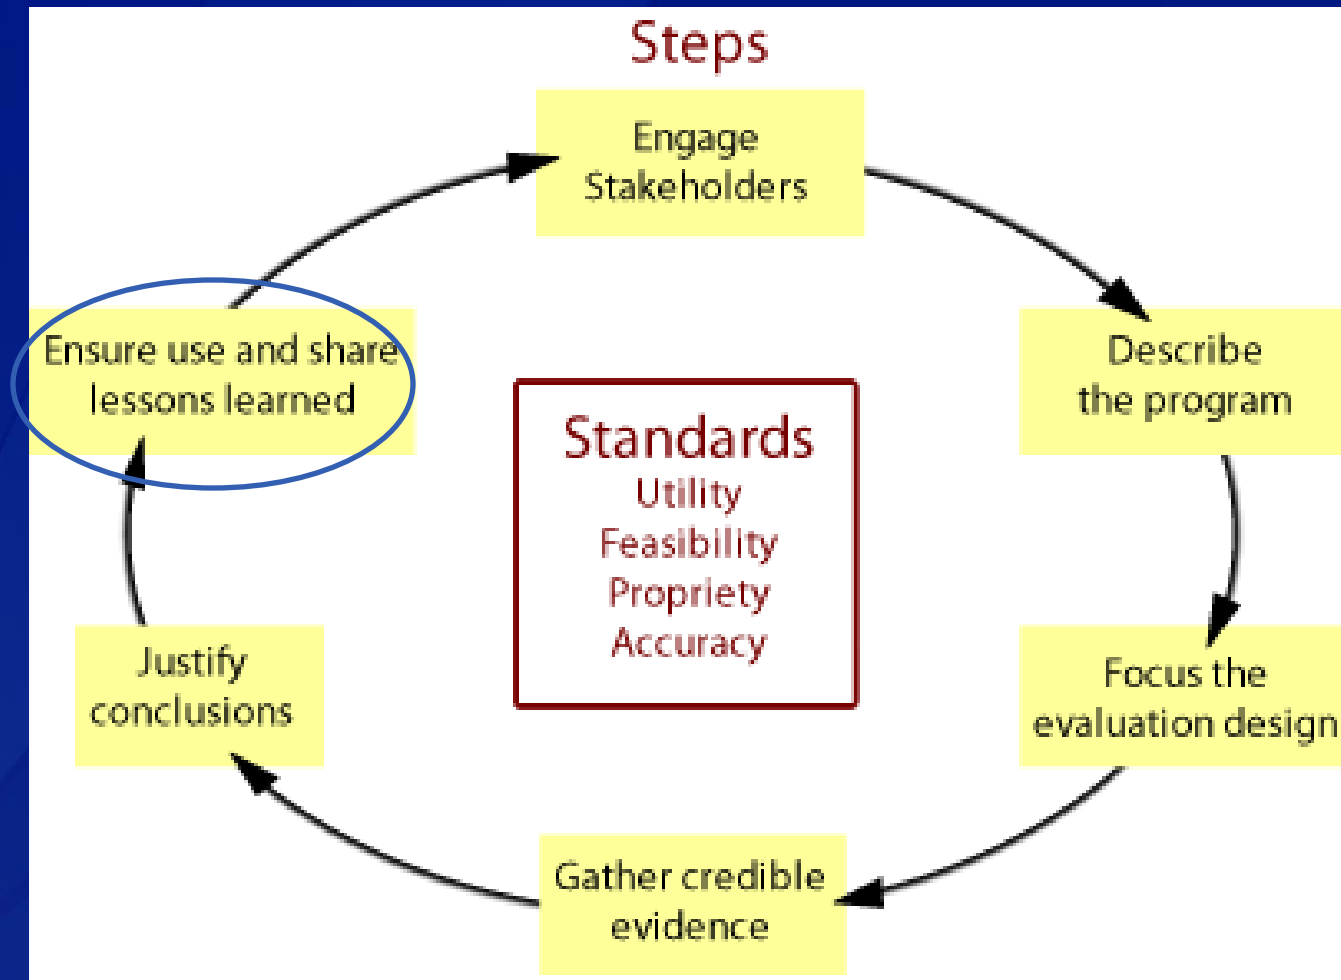 Steps
Engage
Stakeholders
Describe
the program
Focus the
evaluation design
Gather credible
evidence
Justify
conclusions
Ensure use and share
lessons learned
Standards
Utility
Feasibility
Propriety
Accuracy